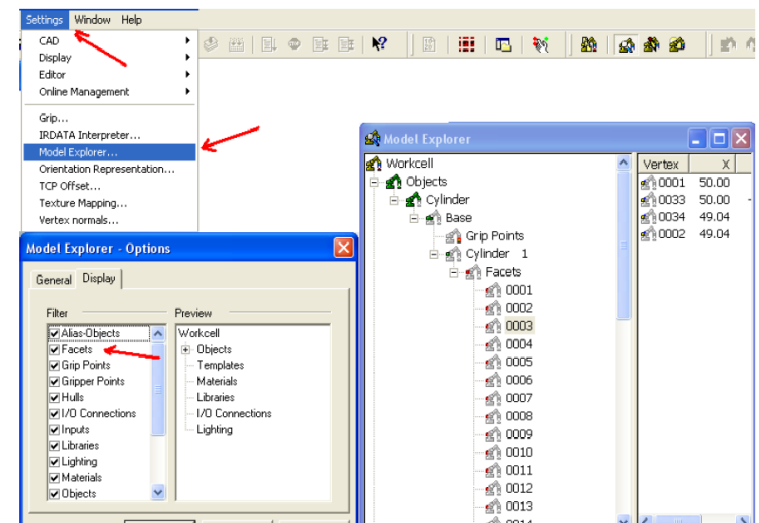 Settings Window Help
CAD
Display
Editor
Online Management
Grip...
IRDATA Interpreter...
Model Explorer...
Orientation Representation...
TCP Offset...
Texture Mapping...
Vertex normals...
Model Explorer - Options
General Display
Filter
Alias-Objects
Facets
Grip Points
Gripper Points
Hulls
I/O Connections
Inputs
Libraries
Lighting
Materials
Objects
Preview
Workcell
Objects
Templates
Materials
Libraries
I/O Connections
Lighting
Model Explorer
Workcell
Objects
Cylinder
Base
Grip Points
Cylinder 1
Facets
0001
0002
0003
0004
0005
0006
0007
0008
0009
0010
0011
0012
0013
0014
Vertex X
0001 50.00
0033 50.00 -
0034 49.04
0002 49.04